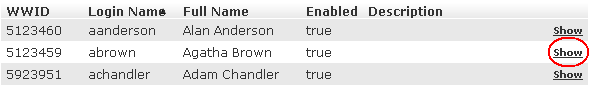 WWID Login Name Full Name Enabled Description
5123460 aanderson Alan Anderson true Show
5123459 abrown Agatha Brown true Show
5923951 achandler Adam Chandler true Show